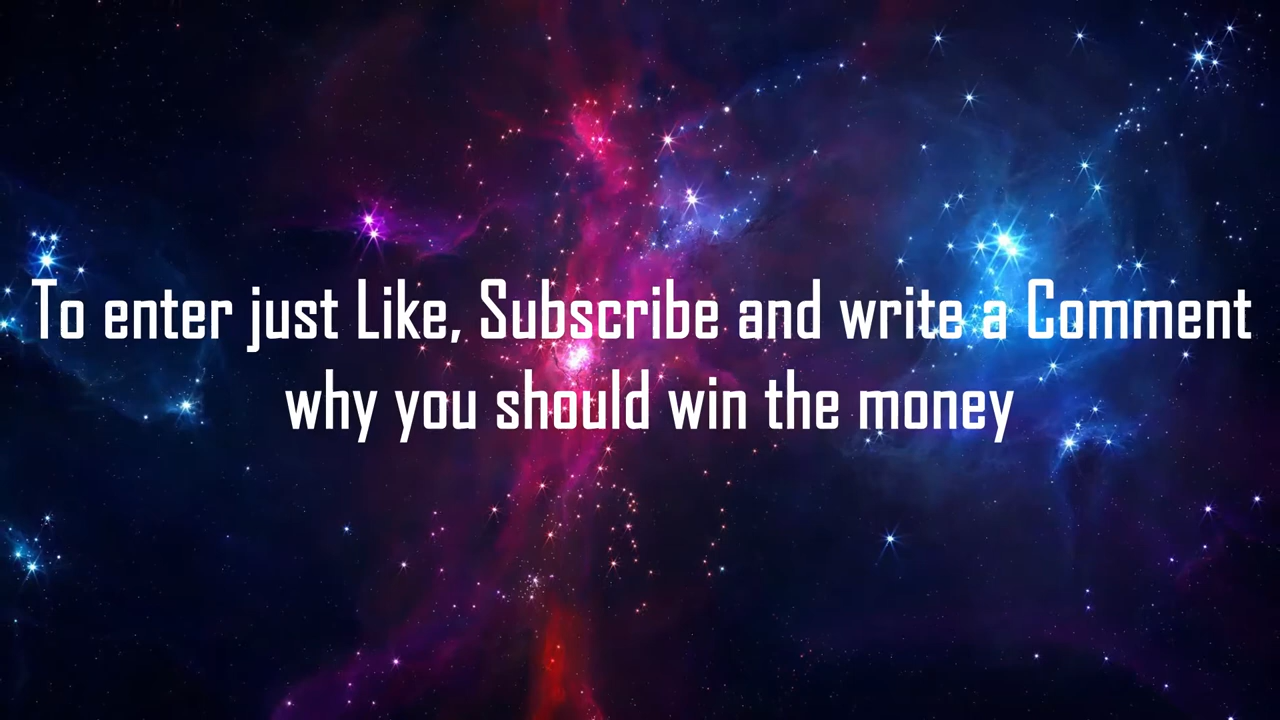 To enter just Like, Subscribe and write a Comment
why you should win the money